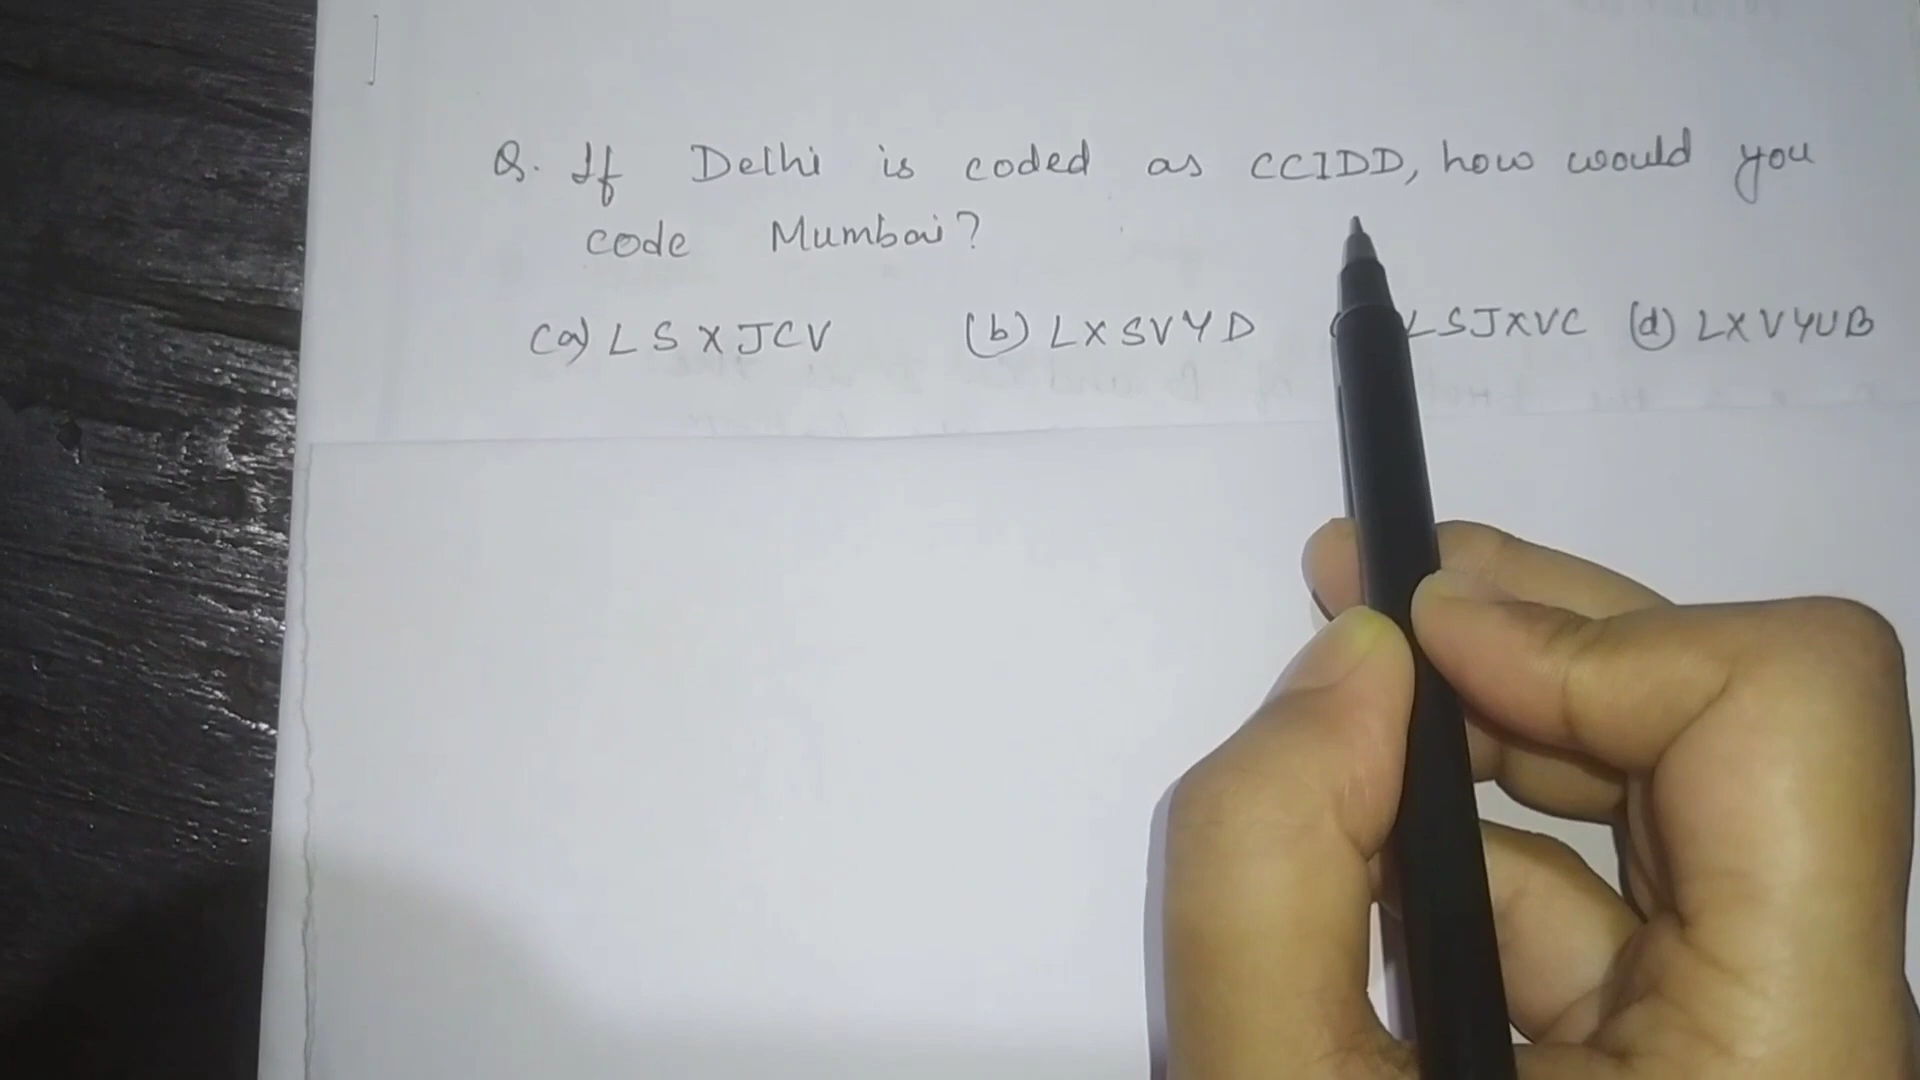 Q. If Delhi is coded as CCIDD, how would you
code Mumbai?
(a) LSXJCV (b) LXSVYD LSJXVC (d) LXVYUB